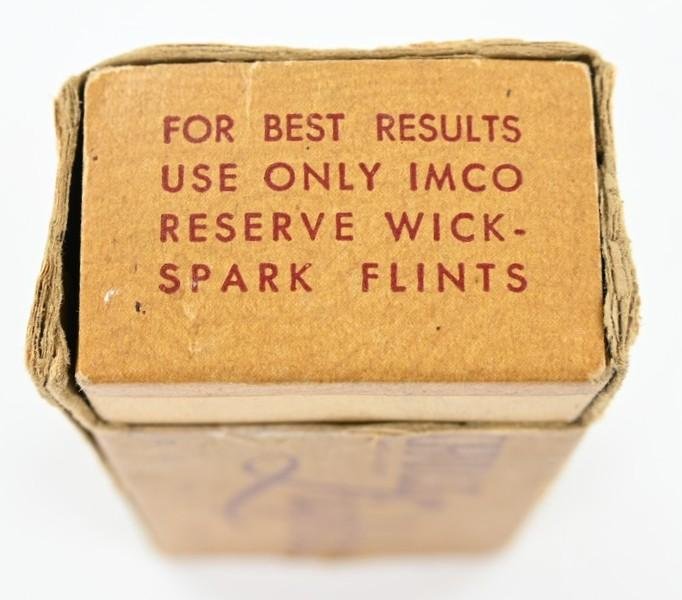 FOR BEST RESULTS
USE ONLY IMCO
RESERVE WICK-
SPARK FLINTS